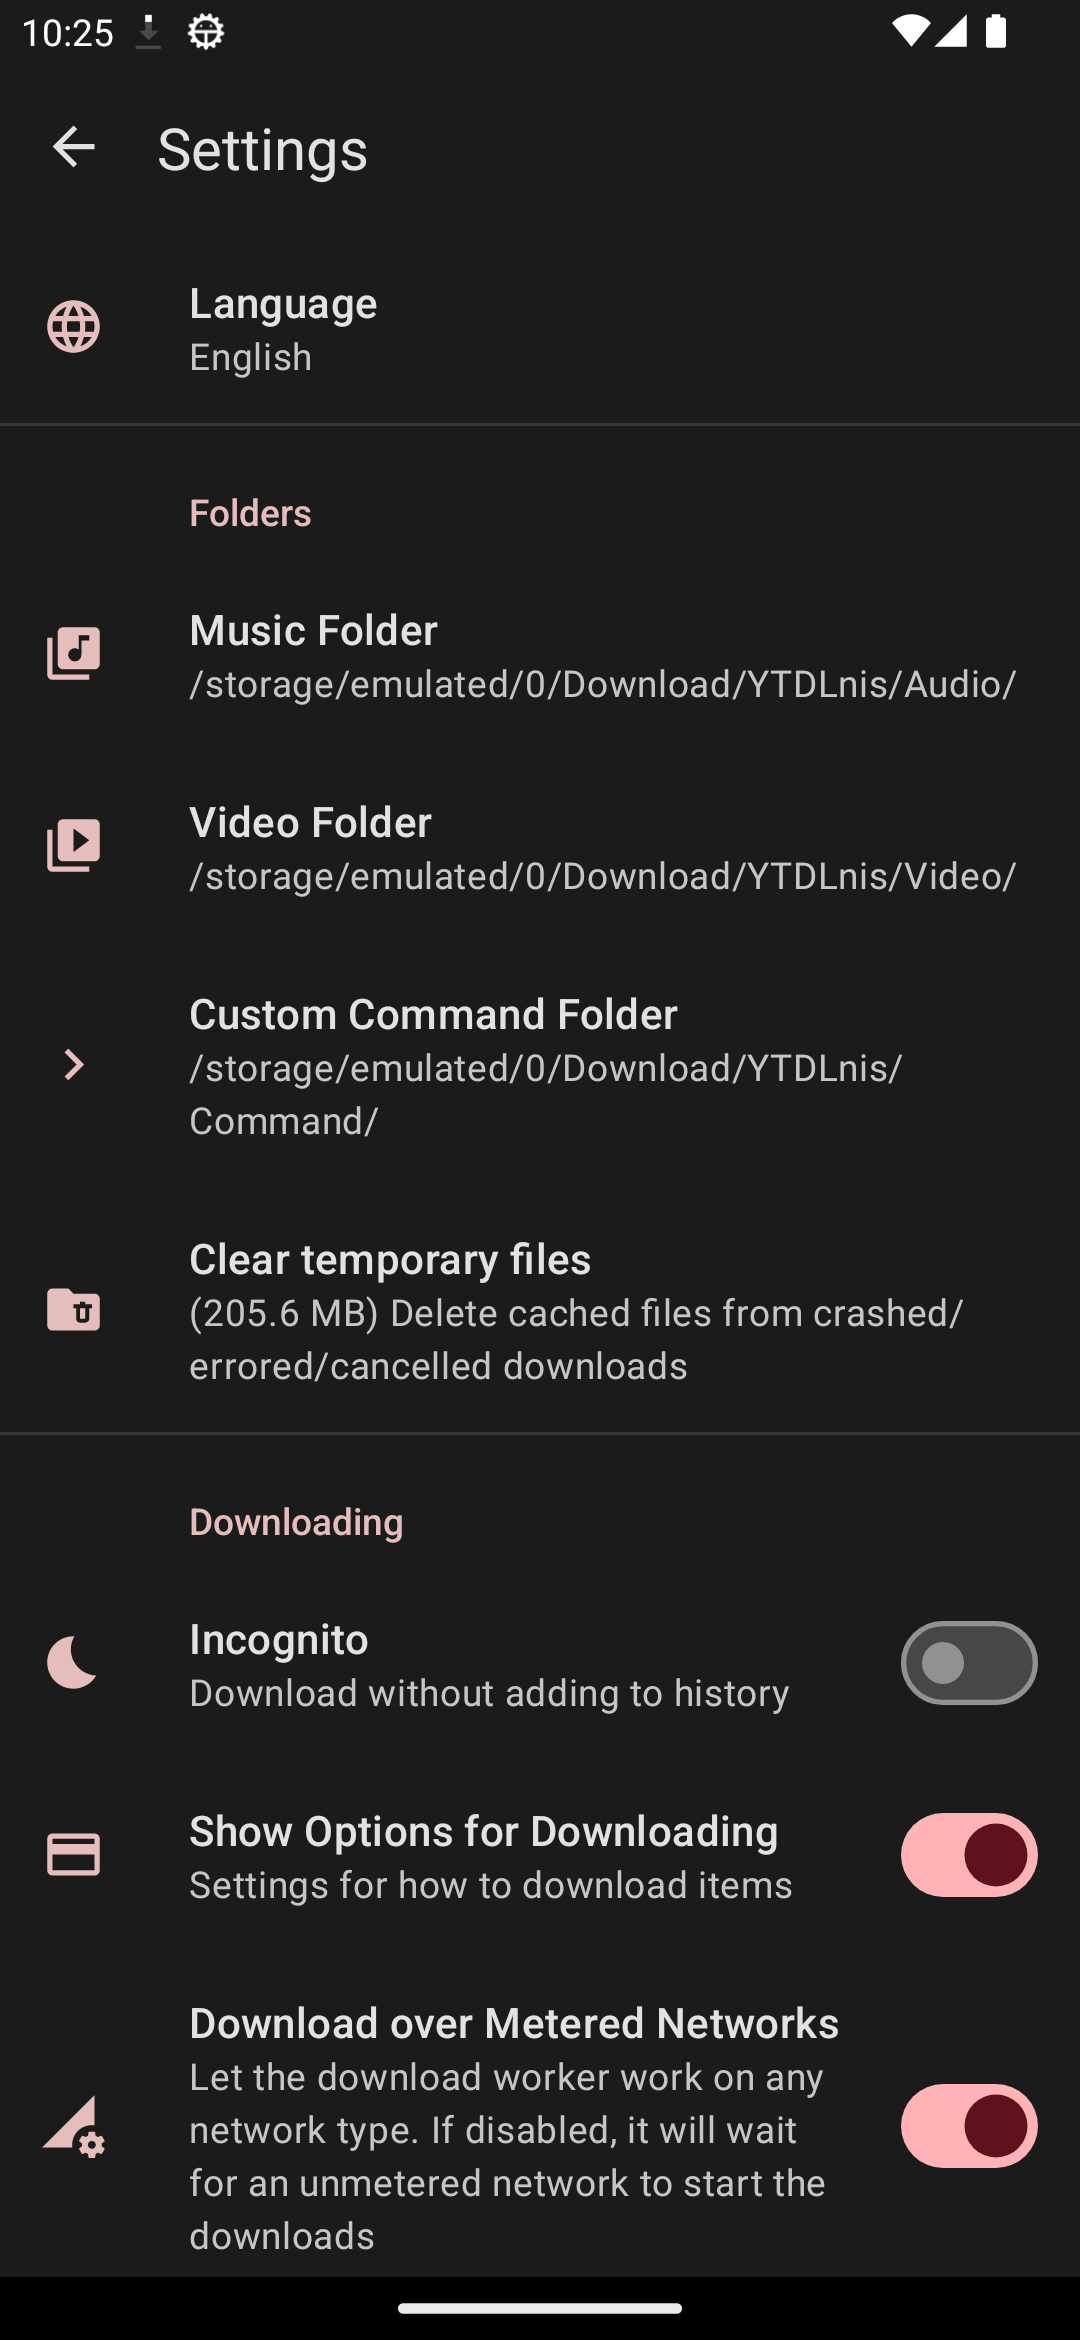 10:25
Settings
Language
English
Folders
Music Folder
/storage/emulated/0/Download/YTDLnis/Audio/
Video Folder
/storage/emulated/0/Download/YTDLnis/Video/
Custom Command Folder
/storage/emulated/0/Download/YTDLnis/
Command/
Clear temporary files
(205.6 MB) Delete cached files from crashed/
errored/cancelled downloads
Downloading
Incognito
Download without adding to history
Show Options for Downloading
Settings for how to download items
Download over Metered Networks
Let the download worker work on any
network type. If disabled, it will wait
for an unmetered network to start the
downloads